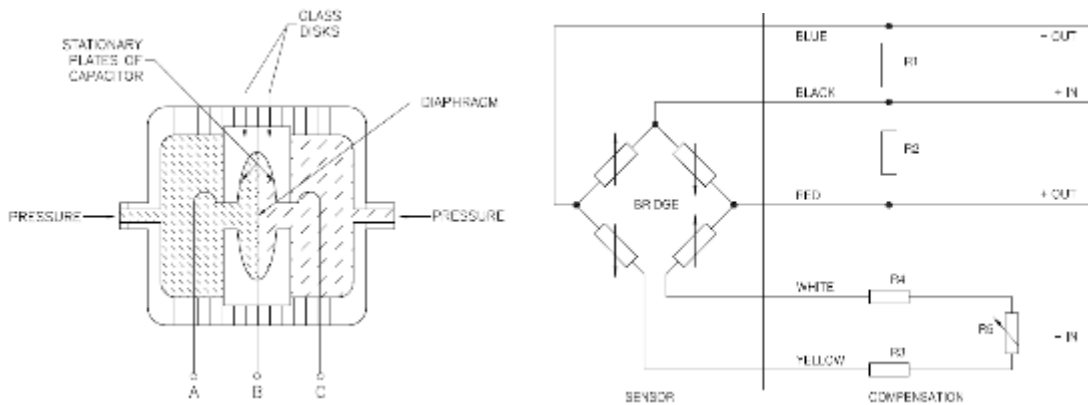 GLASS
DISKS
STATIONARY
PLATES OF
CAPACITOR
DIAPHRAGM
PRESSURE
PRESSURE
A
B
C
BLUE
- OUT
R1
BLACK
+ IN
R2
BRIDGE
RED
+ OUT
WHITE
R4
R5
- IN
YELLOW
R3
SENSOR
COMPENSATION